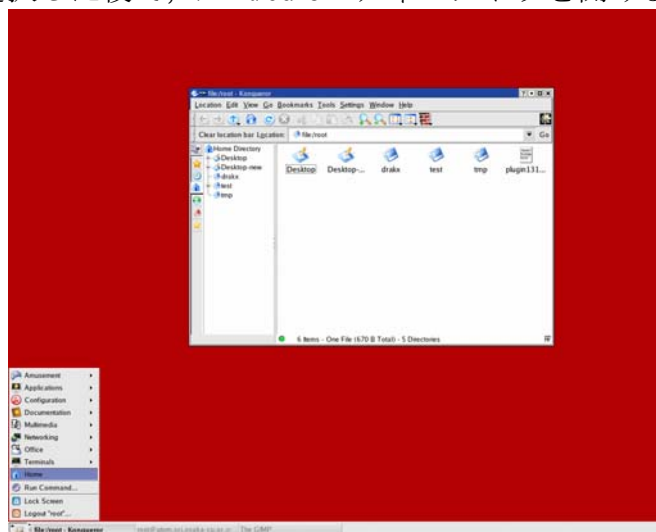 file:/root - Konqueror
Location Edit View Go Bookmarks Tools Settings Window Help
Clear location bar Location file:/root Go
Home Directory
Desktop
Desktop-new
drakx
test
tmp
Desktop Desktop-... drakx test tmp plugin131...
6 Items - One File (670 B Total) - 5 Directories
Amusement
Applications
Configuration
Documentation
Multimedia
Networking
Office
Terminals
Home
Run Command...
Lock Screen
Logout "root"...
file:/root - Konqueror The GIMP